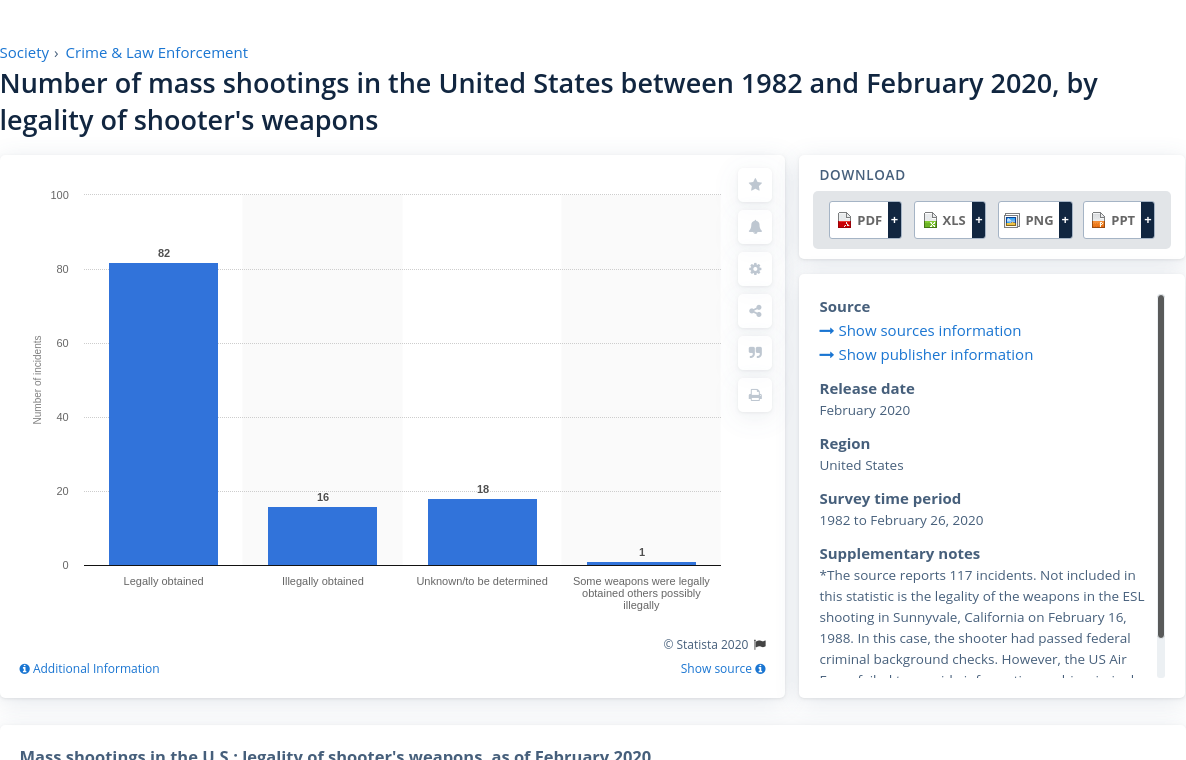 Society › Crime & Law Enforcement
Number of mass shootings in the United States between 1982 and February 2020, by
legality of shooter's weapons
100
80
60
40
20
0
Number of incidents
82
16
18
1
Legally obtained
Illegally obtained
Unknown/to be determined
Some weapons were legally
obtained others possibly
illegally
© Statista 2020
Additional Information
Show source
DOWNLOAD
PDF +
XLS +
PNG +
PPT +
Source
Show sources information
Show publisher information
Release date
February 2020
Region
United States
Survey time period
1982 to February 26, 2020
Supplementary notes
*The source reports 117 incidents. Not included in
this statistic is the legality of the weapons in the ESL
shooting in Sunnyvale, California on February 16,
1988. In this case, the shooter had passed federal
criminal background checks. However, the US Air
Mass shootings in the U.S.: legality of shooter's weapons, as of February 2020